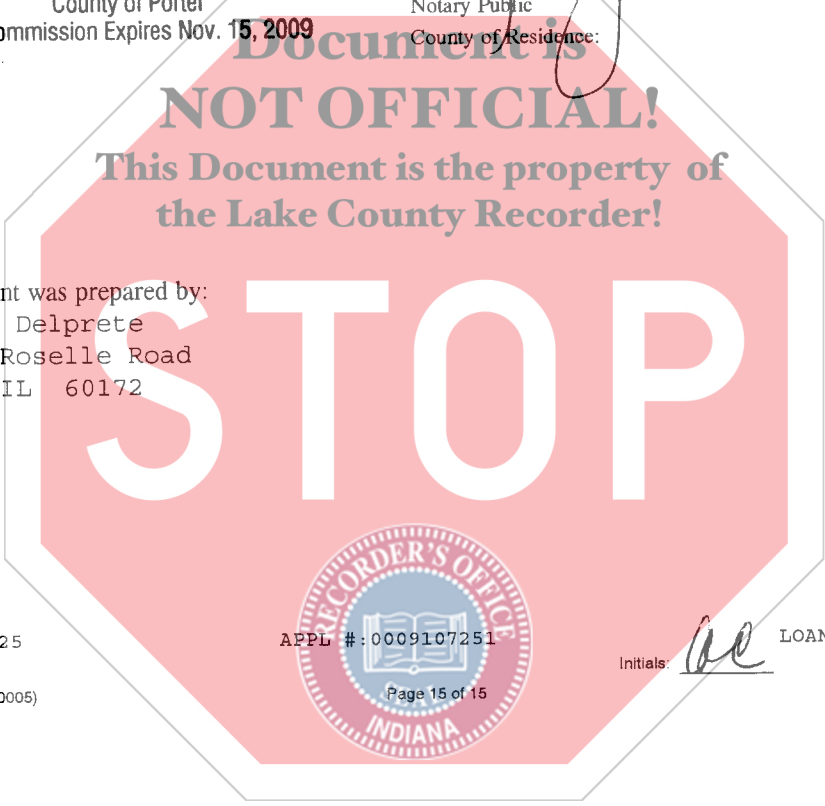 County of Porter
ommission Expires Nov. 15, 2009
Notary Public
County of Residence:
Document is
NOT OFFICIAL!
This Document is the property of
the Lake County Recorder!
nt was prepared by:
Delprete
Roselle Road
IL 60172
STOP
RECORDER'S OFFICE
SEAL
INDIANA
25
APPL #:0009107251
Initials:
LOAN
0005)
Page 15 of 15